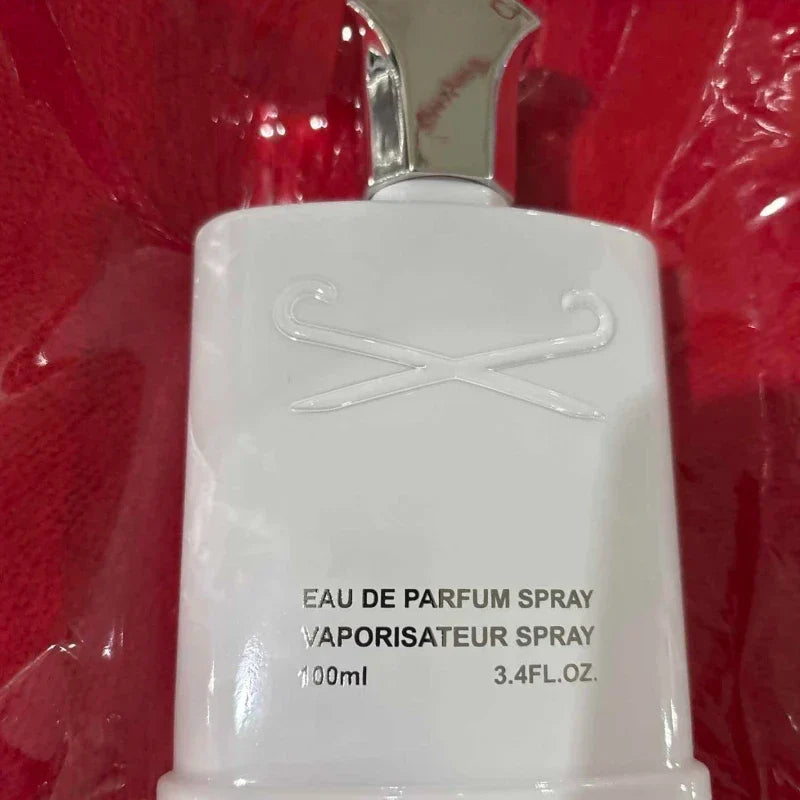 EAU DE PARFUM SPRAY
VAPORISATEUR SPRAY
100ml 3.4FL.OZ.